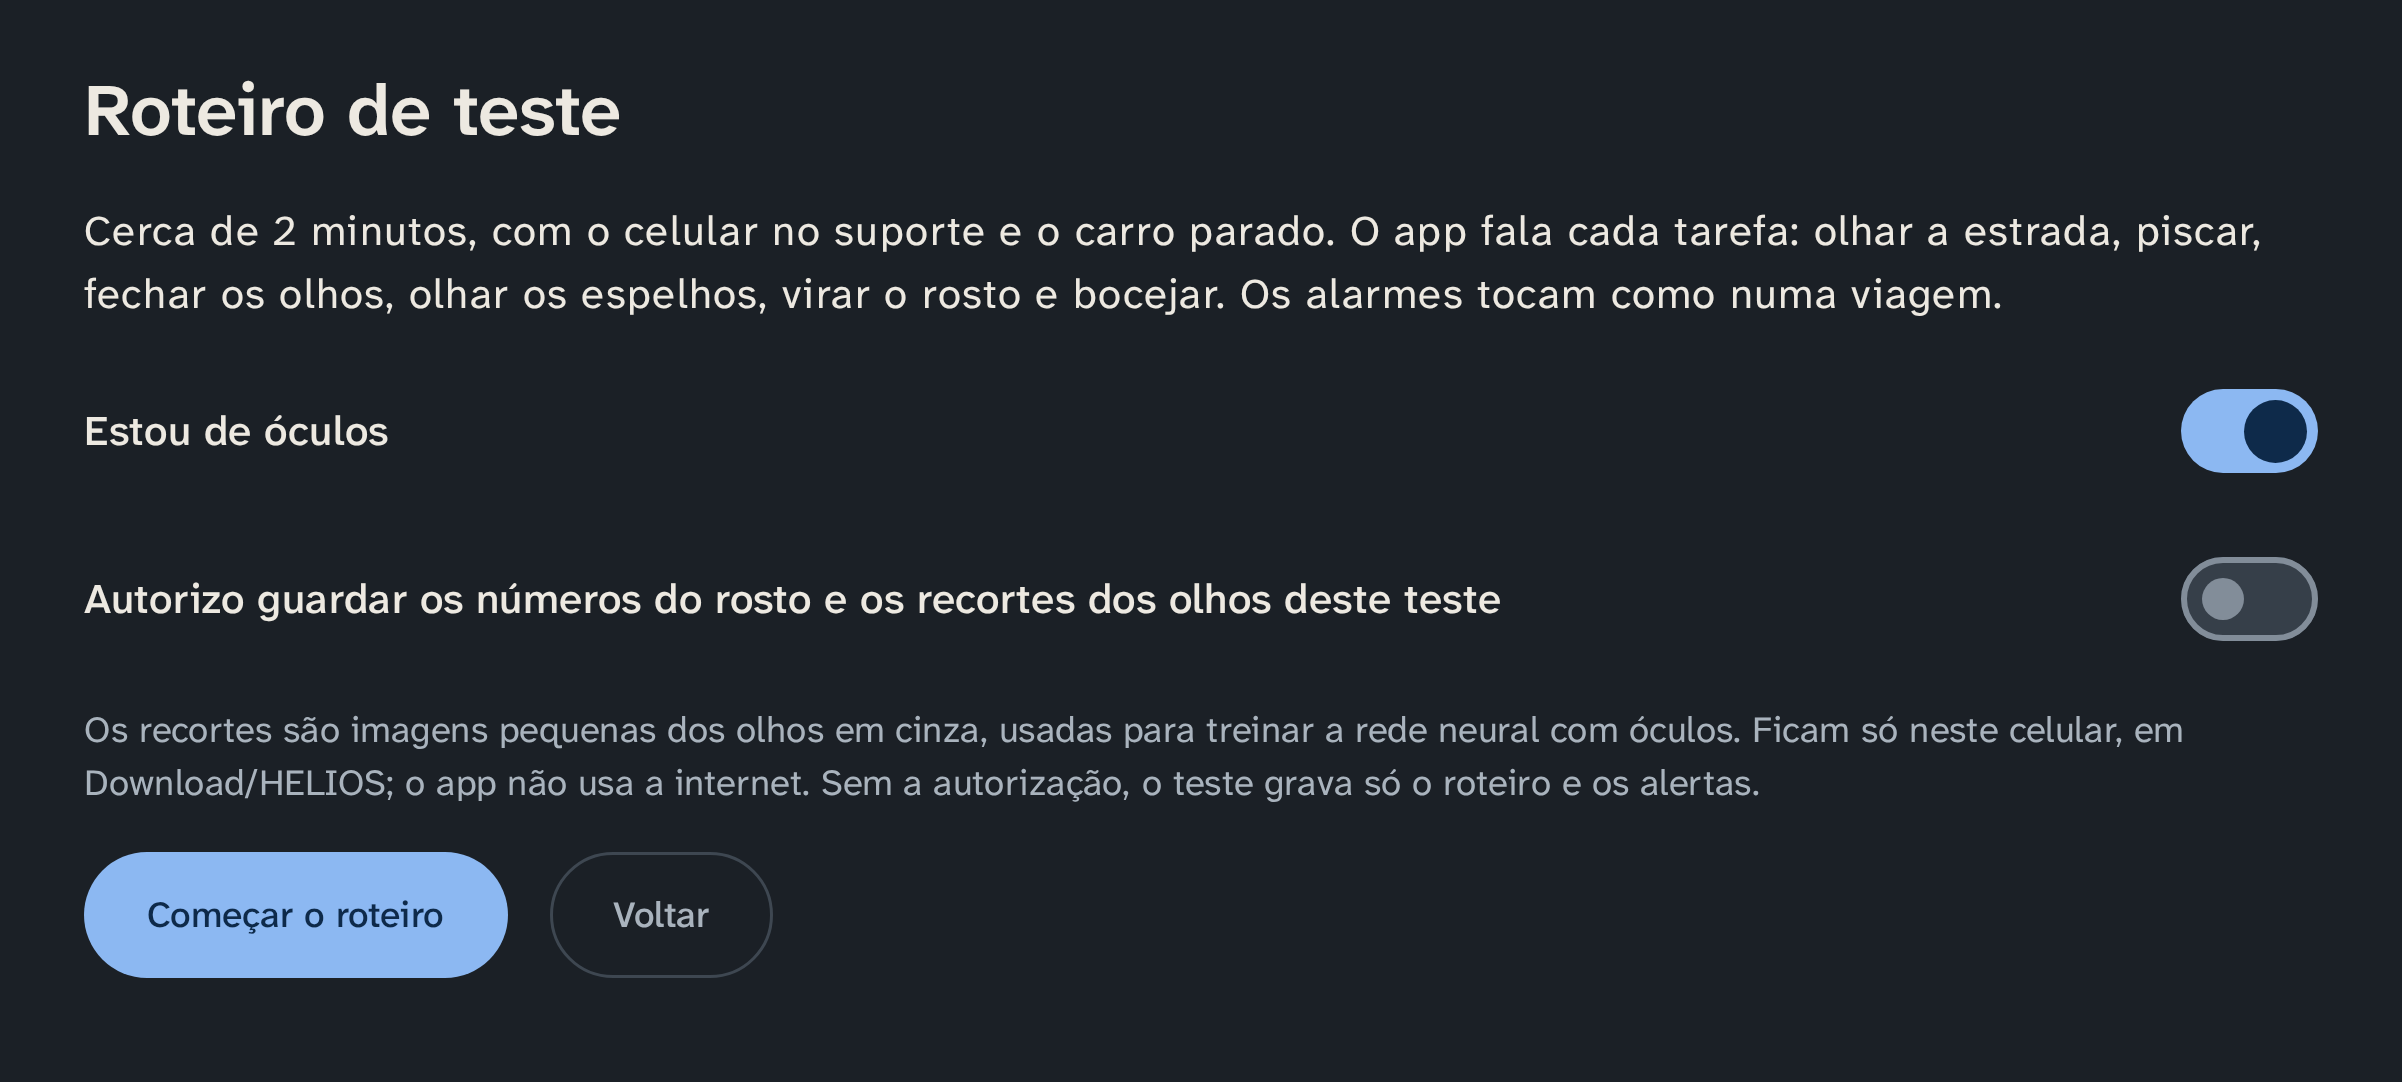 Roteiro de teste
Cerca de 2 minutos, com o celular no suporte e o carro parado. O app fala cada tarefa: olhar a estrada, piscar,
fechar os olhos, olhar os espelhos, virar o rosto e bocejar. Os alarmes tocam como numa viagem.
Estou de óculos
Autorizo guardar os números do rosto e os recortes dos olhos deste teste
Os recortes são imagens pequenas dos olhos em cinza, usadas para treinar a rede neural com óculos. Ficam só neste celular, em
Download/HELIOS; o app não usa a internet. Sem a autorização, o teste grava só o roteiro e os alertas.
Começar o roteiro
Voltar